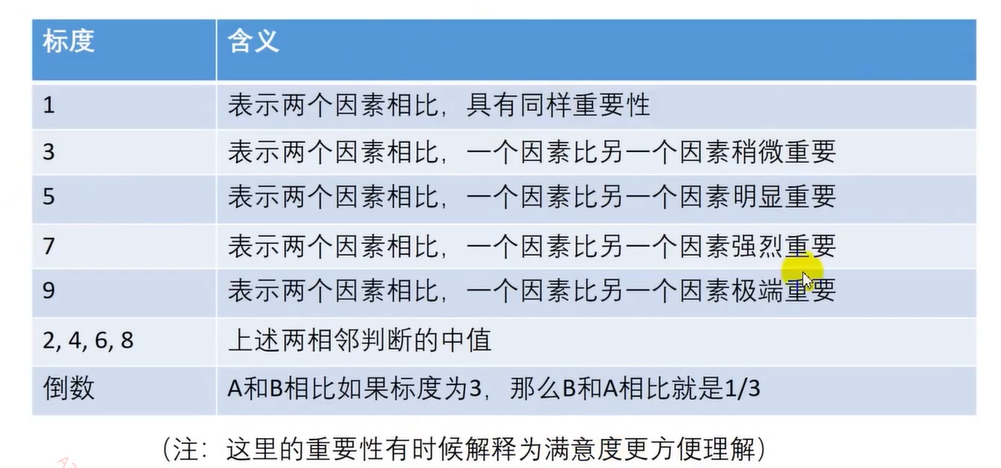 标度 含义
1 表示两个因素相比，具有同样重要性
3 表示两个因素相比，一个因素比另一个因素稍微重要
5 表示两个因素相比，一个因素比另一个因素明显重要
7 表示两个因素相比，一个因素比另一个因素强烈重要
9 表示两个因素相比，一个因素比另一个因素极端重要
2, 4, 6, 8 上述两相邻判断的中值
倒数 A和B相比如果标度为3，那么B和A相比就是1/3
（注：这里的重要性有时候解释为满意度更方便理解）